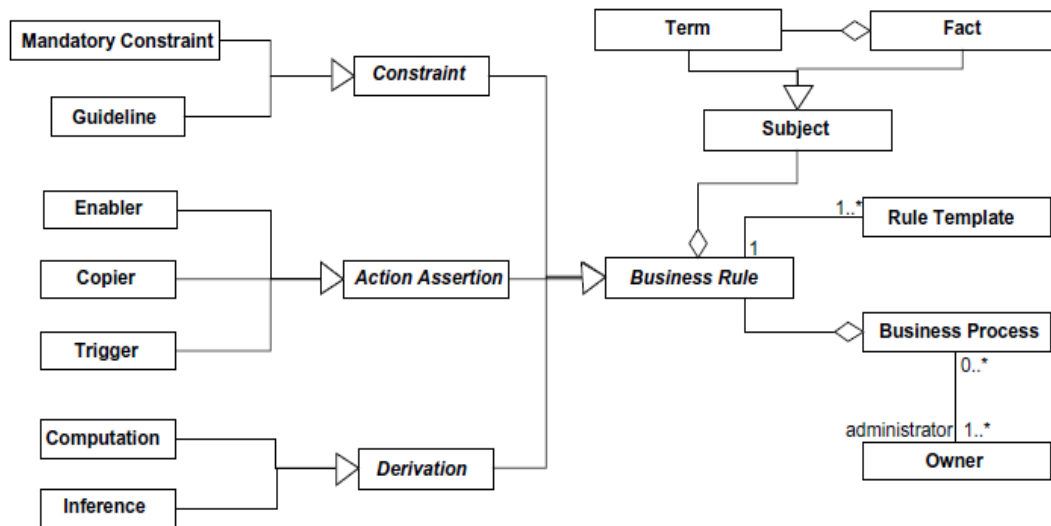 Mandatory Constraint
Constraint
Guideline
Term
Fact
Subject
Enabler
Copier
Action Assertion
Trigger
1..*
Rule Template
1
Business Rule
Business Process
0..*
administrator 1..*
Owner
Computation
Derivation
Inference